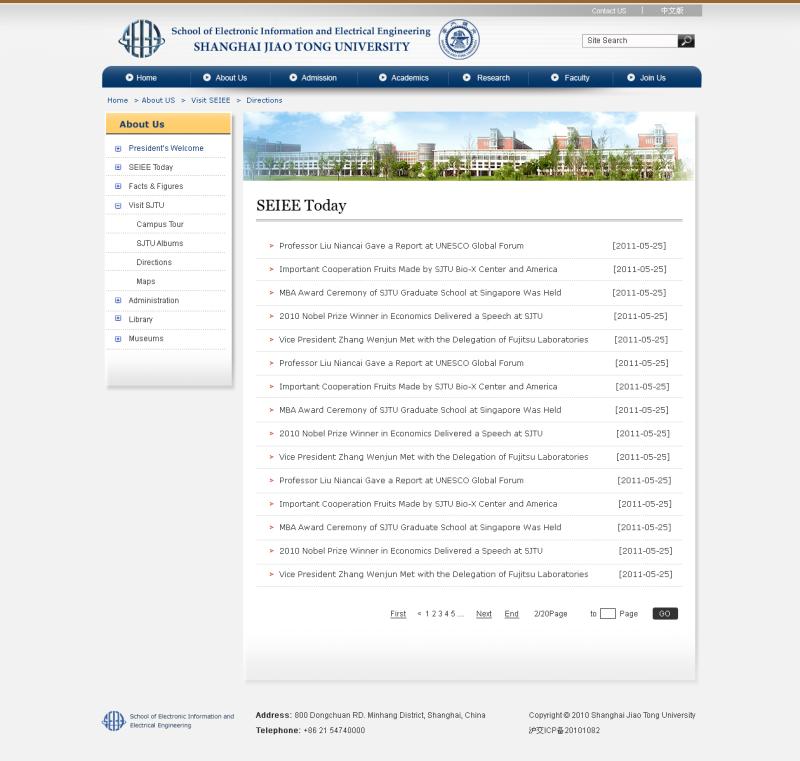 Contact US | 中文版
School of Electronic Information and Electrical Engineering
SHANGHAI JIAO TONG UNIVERSITY
Site Search
Home About Us Admission Academics Research Faculty Join Us
Home > About US > Visit SEIEE > Directions
About Us
President's Welcome
SEIEE Today
Facts & Figures
Visit SJTU
Campus Tour
SJTU Albums
Directions
Maps
Administration
Library
Museums
SEIEE Today
Professor Liu Niancai Gave a Report at UNESCO Global Forum [2011-05-25]
Important Cooperation Fruits Made by SJTU Bio-X Center and America [2011-05-25]
MBA Award Ceremony of SJTU Graduate School at Singapore Was Held [2011-05-25]
2010 Nobel Prize Winner in Economics Delivered a Speech at SJTU [2011-05-25]
Vice President Zhang Wenjun Met with the Delegation of Fujitsu Laboratories [2011-05-25]
Professor Liu Niancai Gave a Report at UNESCO Global Forum [2011-05-25]
Important Cooperation Fruits Made by SJTU Bio-X Center and America [2011-05-25]
MBA Award Ceremony of SJTU Graduate School at Singapore Was Held [2011-05-25]
2010 Nobel Prize Winner in Economics Delivered a Speech at SJTU [2011-05-25]
Vice President Zhang Wenjun Met with the Delegation of Fujitsu Laboratories [2011-05-25]
Professor Liu Niancai Gave a Report at UNESCO Global Forum [2011-05-25]
Important Cooperation Fruits Made by SJTU Bio-X Center and America [2011-05-25]
MBA Award Ceremony of SJTU Graduate School at Singapore Was Held [2011-05-25]
2010 Nobel Prize Winner in Economics Delivered a Speech at SJTU [2011-05-25]
Vice President Zhang Wenjun Met with the Delegation of Fujitsu Laboratories [2011-05-25]
First < 1 2 3 4 5 ... Next End 2/20Page to Page GO
School of Electronic Information and
Electrical Engineering
Address: 800 Dongchuan RD. Minhang District, Shanghai, China
Telephone: +86 21 54740000
Copyright © 2010 Shanghai Jiao Tong University
沪交ICP备20101082